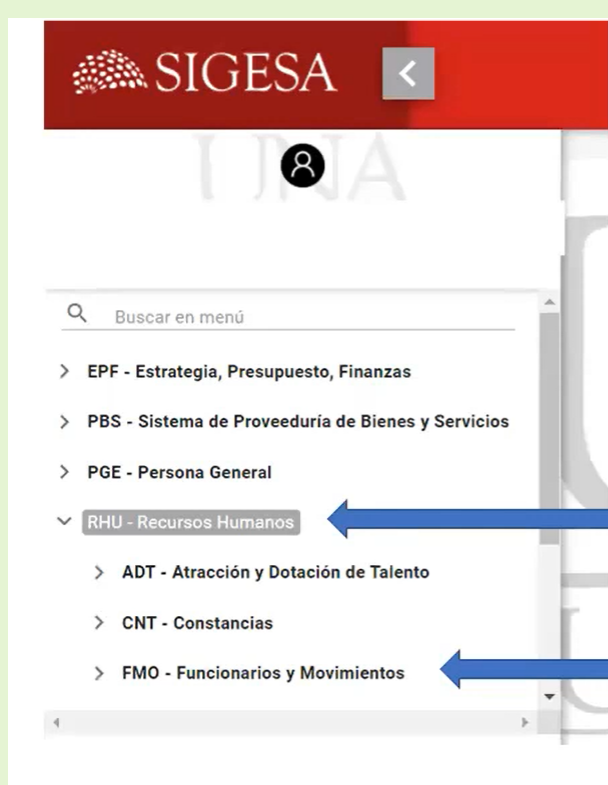 SIGESA
UNA
Buscar en menú
EPF - Estrategia, Presupuesto, Finanzas
PBS - Sistema de Proveeduría de Bienes y Servicios
PGE - Persona General
RHU - Recursos Humanos
ADT - Atracción y Dotación de Talento
CNT - Constancias
FMO - Funcionarios y Movimientos